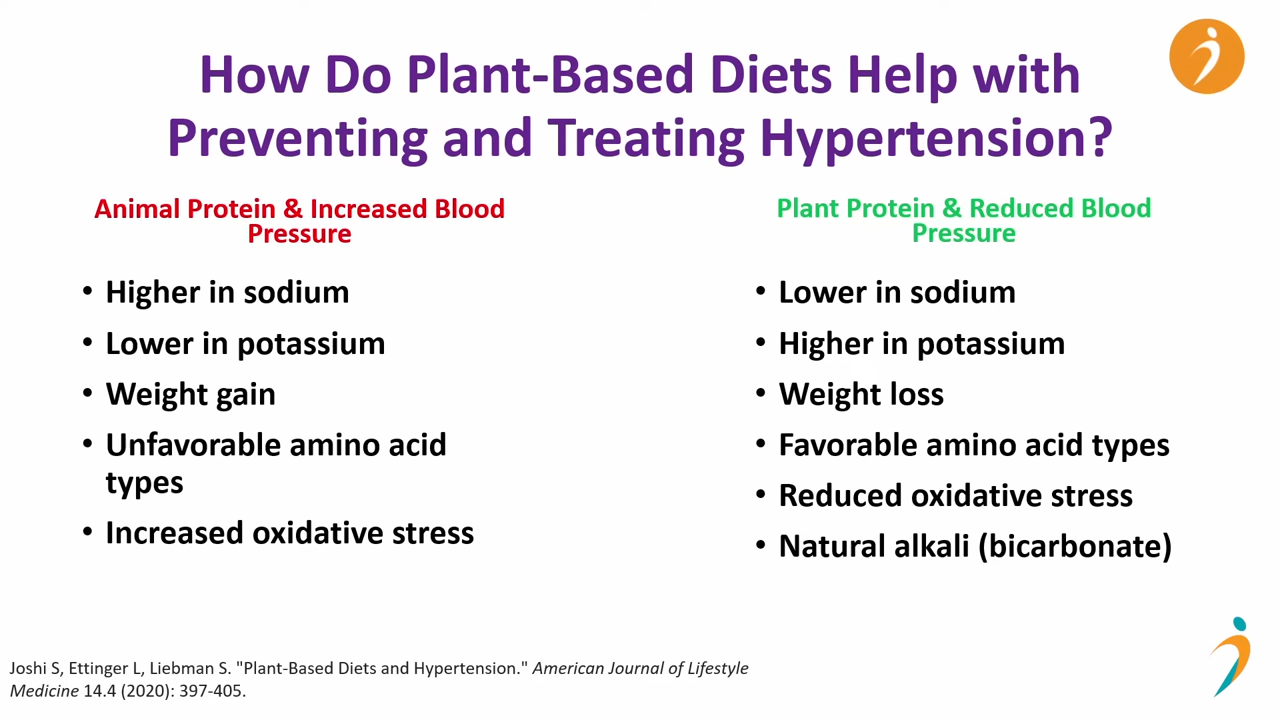 How Do Plant-Based Diets Help with
Preventing and Treating Hypertension?
Animal Protein & Increased Blood
Pressure
• Higher in sodium
• Lower in potassium
• Weight gain
• Unfavorable amino acid
types
• Increased oxidative stress
Plant Protein & Reduced Blood
Pressure
• Lower in sodium
• Higher in potassium
• Weight loss
• Favorable amino acid types
• Reduced oxidative stress
• Natural alkali (bicarbonate)
Joshi S, Ettinger L, Liebman S. "Plant-Based Diets and Hypertension." American Journal of Lifestyle
Medicine 14.4 (2020): 397-405.